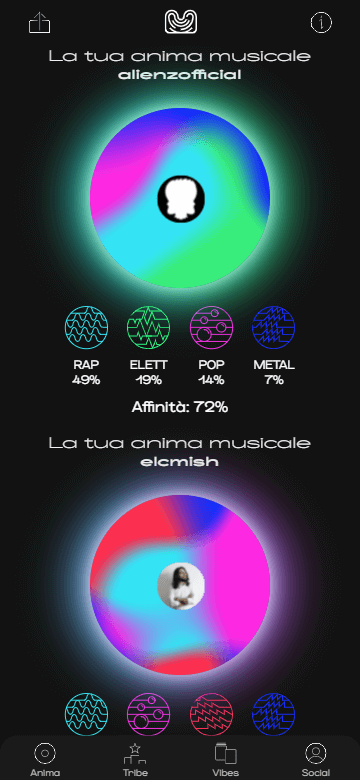 La tua anima musicale
alienzofficial
RAP
ELETT
POP
METAL
49%
19%
14%
7%
Affinità: 72%
La tua anima musicale
elcmish
Anima
Tribe
Vibes
Social